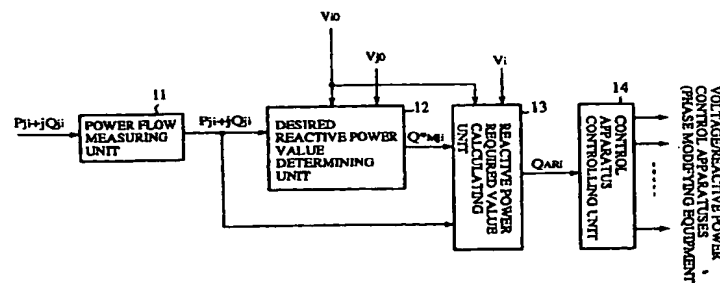 Vi0
Vj0
Vi
11
12
13
14
Pji+jQji
POWER FLOW
MEASURING
UNIT
Pji+jQji
DESIRED
REACTIVE POWER
VALUE
DETERMINING
UNIT
Q*Mji
REACTIVE POWER
REQUIRED VALUE
CALCULATING
UNIT
QARi
CONTROL
APPARATUS
CONTROLLING UNIT
VOLTAGE/REACTIVE POWER
CONTROL APPARATUSES
(PHASE MODIFYING EQUIPMENT